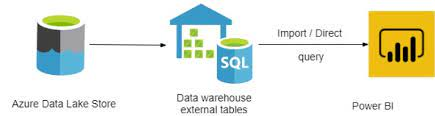 Import / Direct
query
SQL
Azure Data Lake Store
Data warehouse
external tables
Power BI